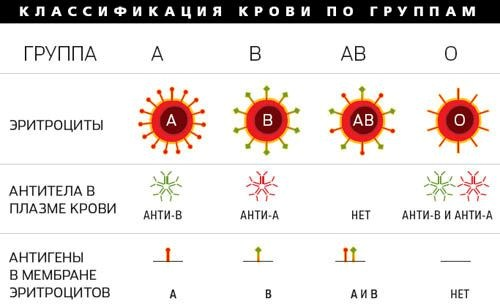 КЛАССИФИКАЦИЯ КРОВИ ПО ГРУППАМ
ГРУППА A B AB O
ЭРИТРОЦИТЫ A B AB O
АНТИТЕЛА В
ПЛАЗМЕ КРОВИ АНТИ-B АНТИ-A НЕТ АНТИ-B И АНТИ-A
АНТИГЕНЫ
В МЕМБРАНЕ
ЭРИТРОЦИТОВ A B A И B НЕТ